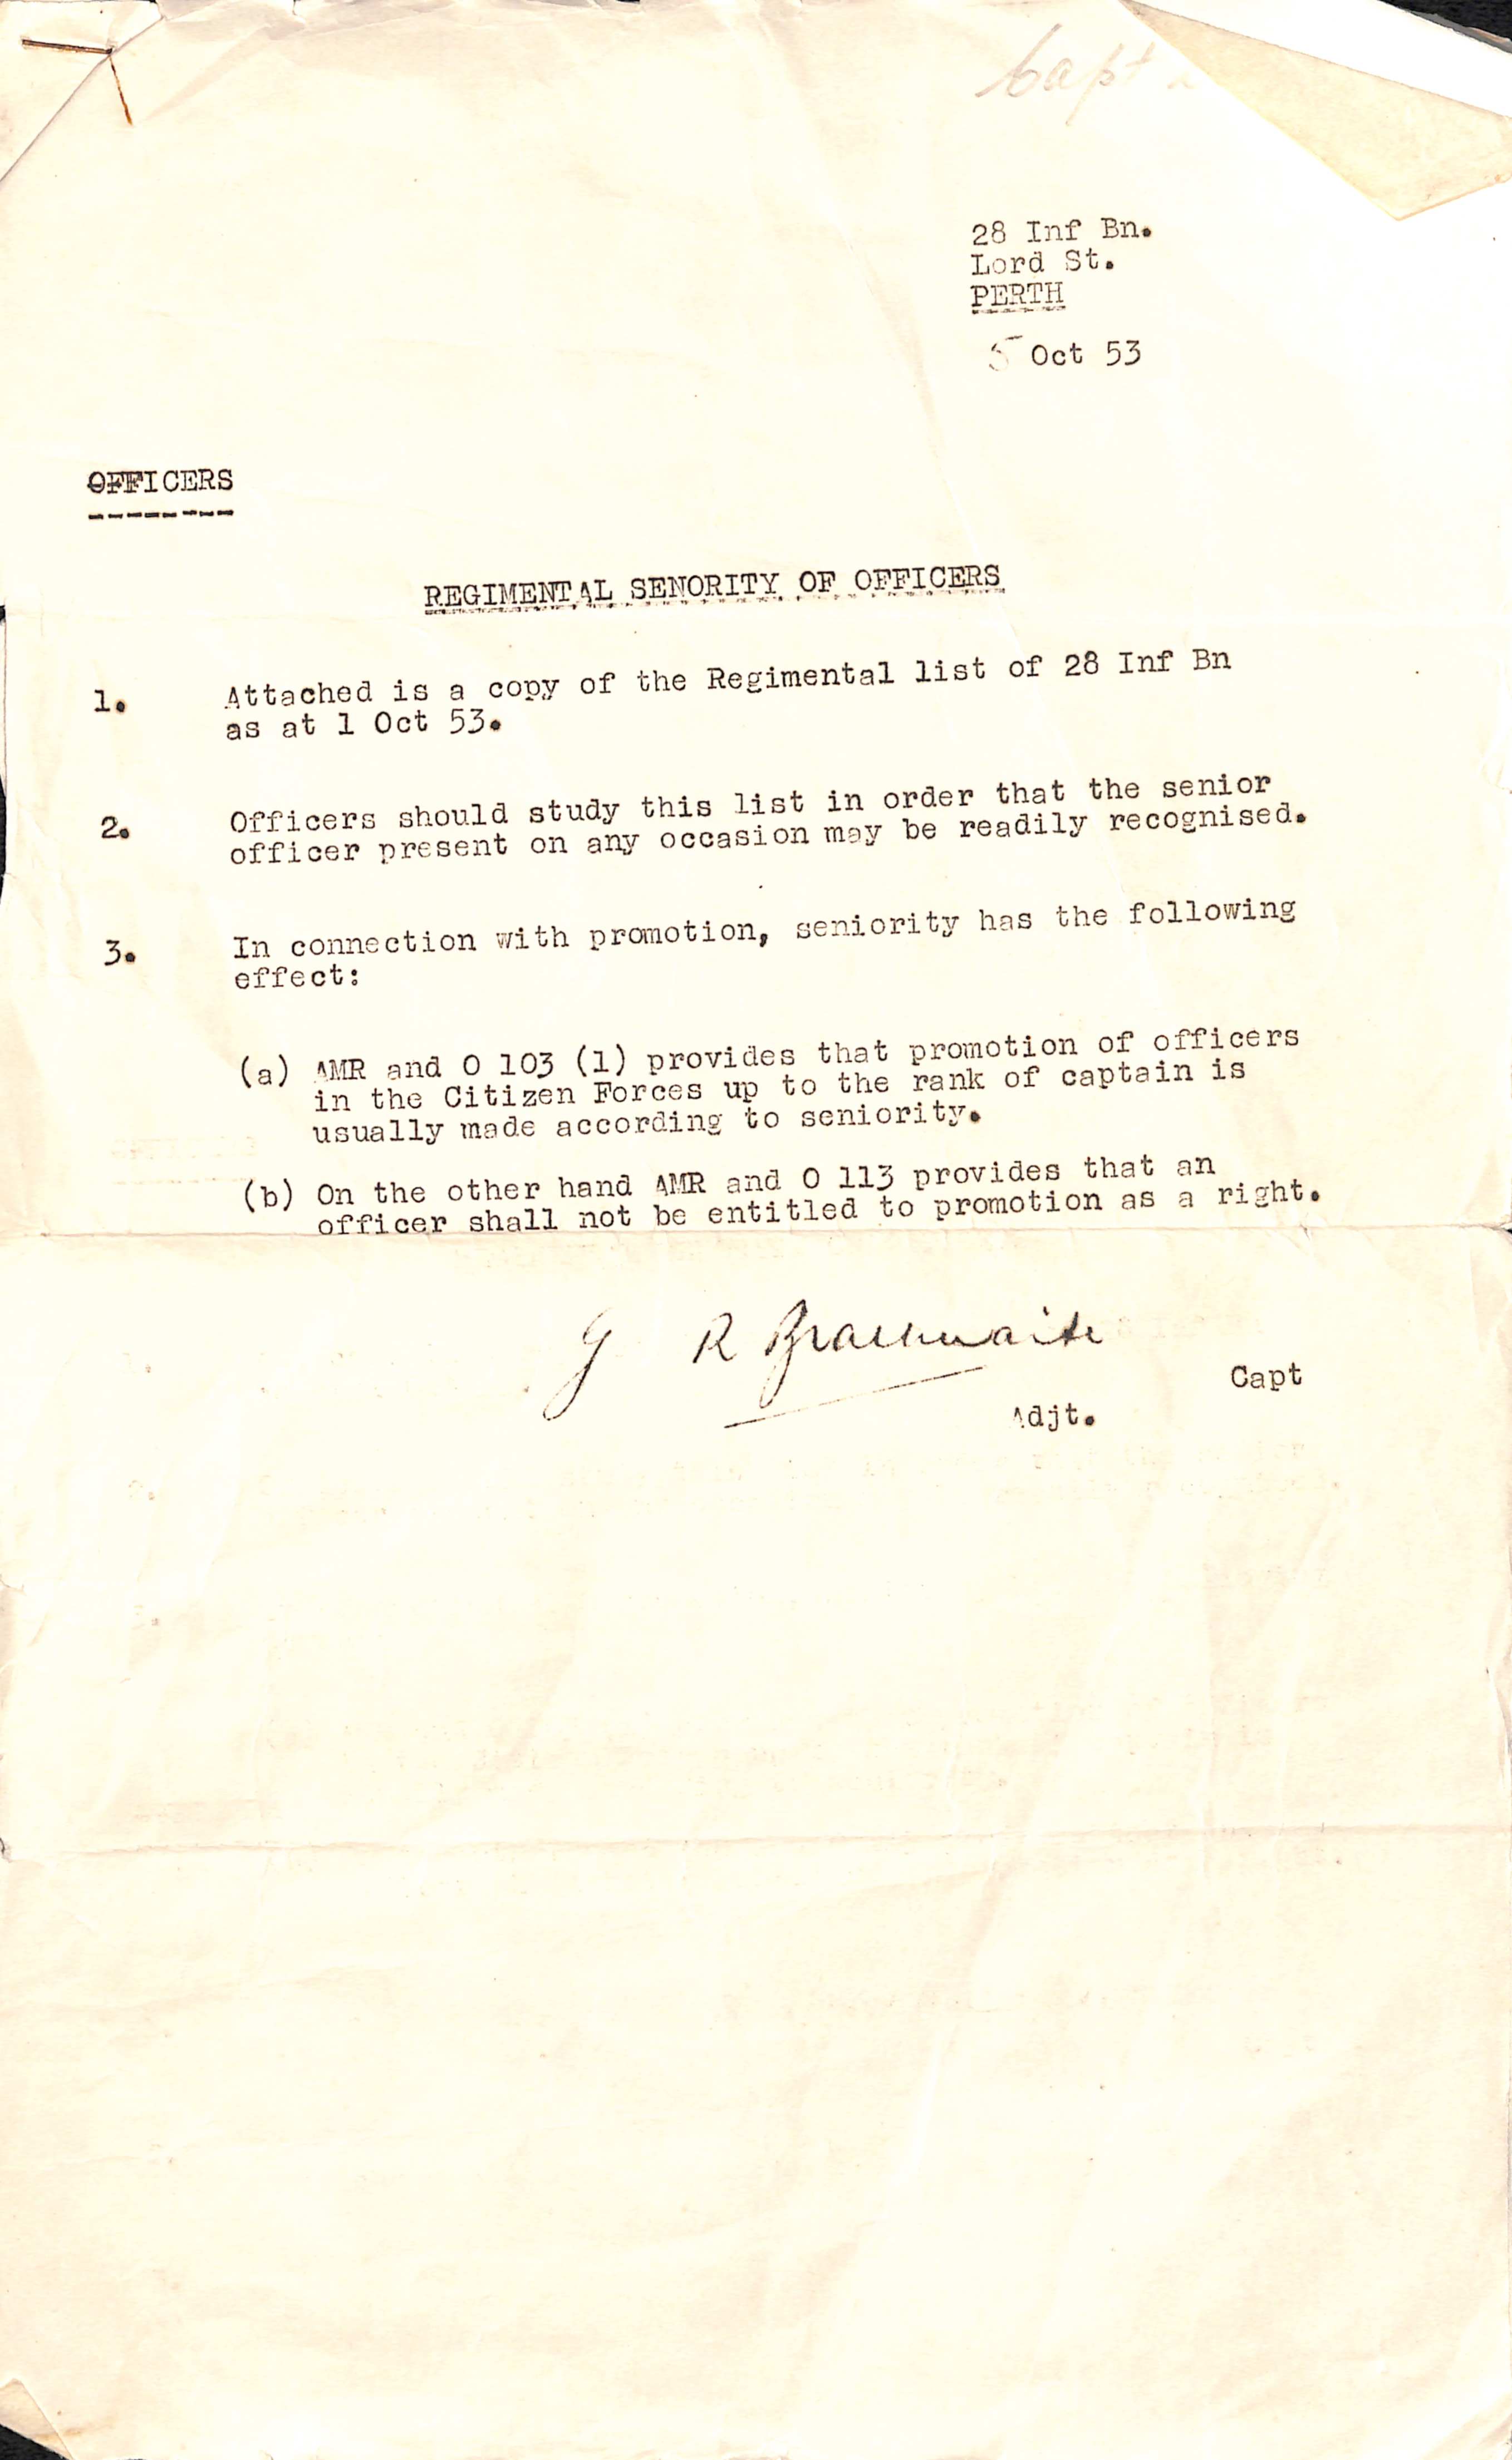 Capt
28 Inf Bn.
Lord St.
PERTH
5 Oct 53
OFFICERS
REGIMENTAL SENORITY OF OFFICERS
1. Attached is a copy of the Regimental list of 28 Inf Bn
as at 1 Oct 53.
2. Officers should study this list in order that the senior
officer present on any occasion may be readily recognised.
3. In connection with promotion, seniority has the following
effect:
(a) AMR and O 103 (1) provides that promotion of officers
in the Citizen Forces up to the rank of captain is
usually made according to seniority.
(b) On the other hand AMR and O 113 provides that an
officer shall not be entitled to promotion as a right.
G R Braithwaite
Capt
Adjt.